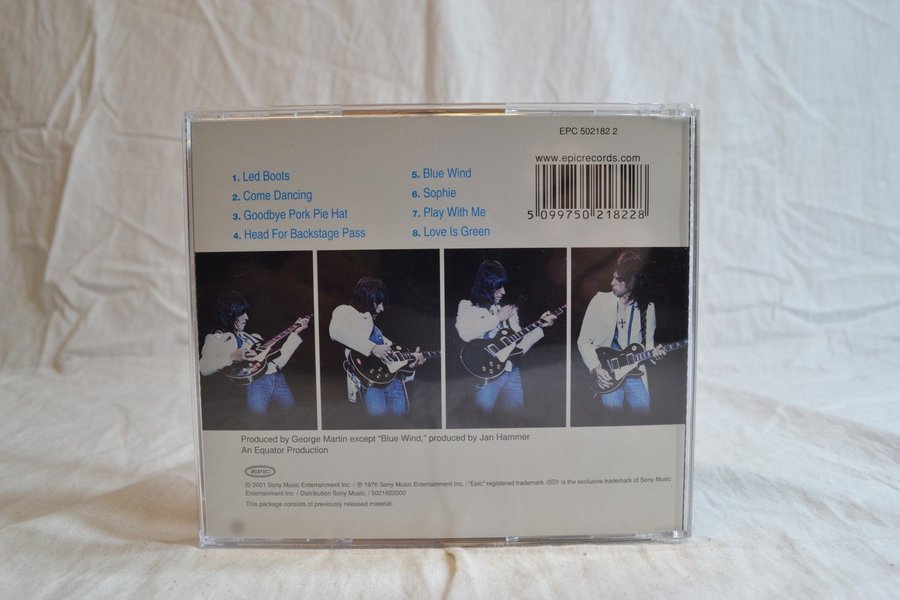 EPC 502182 2
www.epicrecords.com
5 099750 218228
1. Led Boots
2. Come Dancing
3. Goodbye Pork Pie Hat
4. Head For Backstage Pass
5. Blue Wind
6. Sophie
7. Play With Me
8. Love Is Green
Produced by George Martin except "Blue Wind," produced by Jan Hammer
An Equator Production
EPIC
© 2001 Sony Music Entertainment Inc. / ℗ 1976 Sony Music Entertainment Inc. / "Epic" registered trademark, EPIC is the exclusive trademark of Sony Music
Entertainment Inc. / Distribution Sony Music. / 5021822000
This package consists of previously released material.